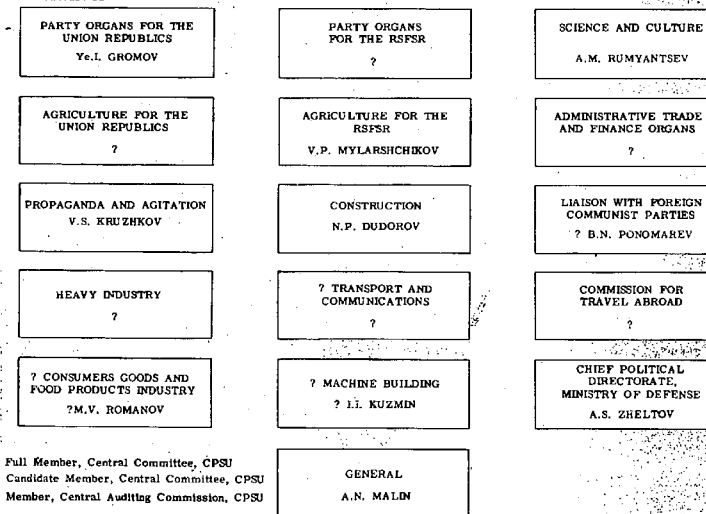 PARTY ORGANS FOR THE
UNION REPUBLICS
Ye.I. GROMOV
PARTY ORGANS
FOR THE RSFSR
?
SCIENCE AND CULTURE
A.M. RUMYANTSEV
AGRICULTURE FOR THE
UNION REPUBLICS
?
AGRICULTURE FOR THE
RSFSR
V.P. MYLARSHCHIKOV
ADMINISTRATIVE TRADE
AND FINANCE ORGANS
?
PROPAGANDA AND AGITATION
V.S. KRUZHKOV
CONSTRUCTION
N.P. DUDOROV
LIAISON WITH FOREIGN
COMMUNIST PARTIES
? B.N. PONOMAREV
HEAVY INDUSTRY
?
? TRANSPORT AND
COMMUNICATIONS
?
COMMISSION FOR
TRAVEL ABROAD
?
? CONSUMERS GOODS AND
FOOD PRODUCTS INDUSTRY
?M.V. ROMANOV
? MACHINE BUILDING
? I.I. KUZMIN
CHIEF POLITICAL
DIRECTORATE,
MINISTRY OF DEFENSE
A.S. ZHELTOV
Full Member, Central Committee, CPSU
Candidate Member, Central Committee, CPSU
Member, Central Auditing Commission, CPSU
GENERAL
A.N. MALIN